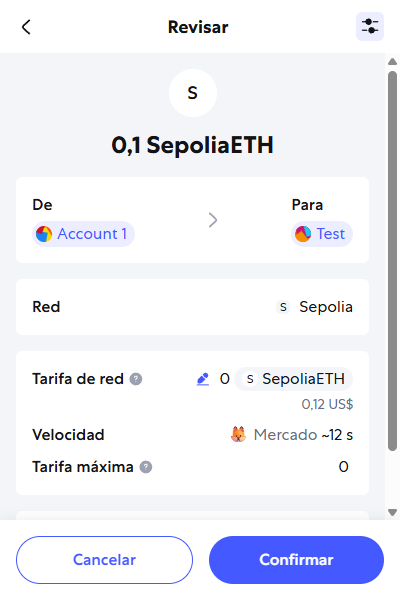 Revisar
S
0,1 SepoliaETH
De
Para
Account 1
Test
Red
S Sepolia
Tarifa de red ?
0 S SepoliaETH
0,12 US$
Velocidad
Mercado ~12 s
Tarifa máxima ?
0
Cancelar
Confirmar